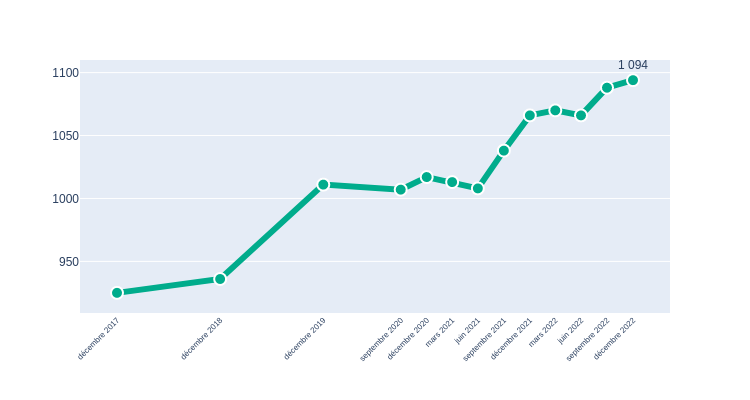 1 094
1100
1050
1000
950
décembre 2017
décembre 2018
décembre 2019
septembre 2020
décembre 2020
mars 2021
juin 2021
septembre 2021
décembre 2021
mars 2022
juin 2022
septembre 2022
décembre 2022